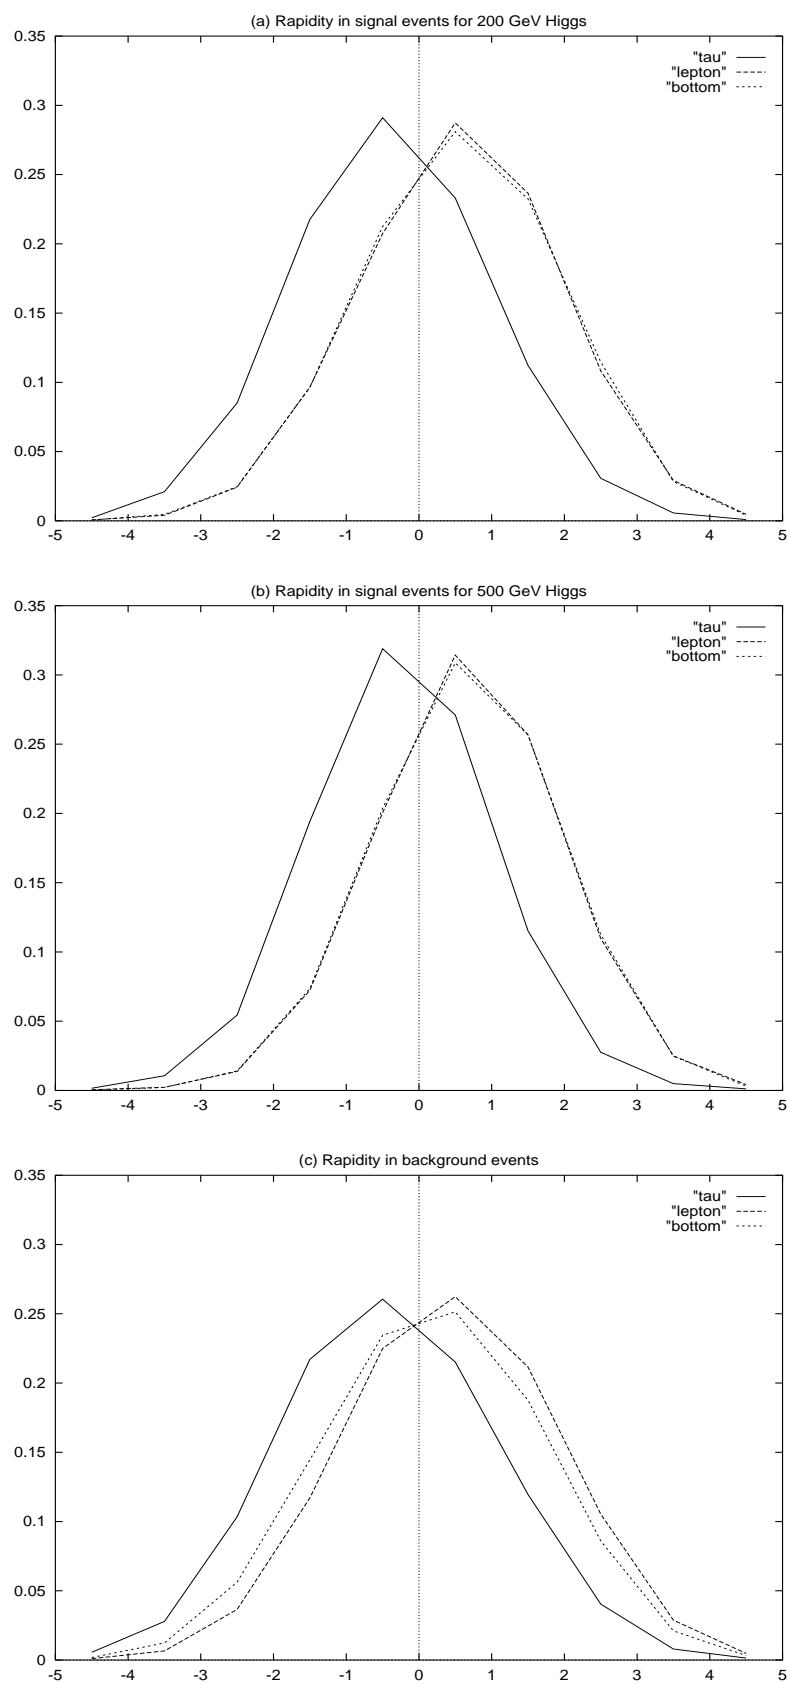 (a) Rapidity in signal events for 200 GeV Higgs
0.35
"tau"
"lepton"
"bottom"
0.3
0.25
0.2
0.15
0.1
0.05
0
-5 -4 -3 -2 -1 0 1 2 3 4 5
(b) Rapidity in signal events for 500 GeV Higgs
0.35
"tau"
"lepton"
"bottom"
0.3
0.25
0.2
0.15
0.1
0.05
0
-5 -4 -3 -2 -1 0 1 2 3 4 5
(c) Rapidity in background events
0.35
"tau"
"lepton"
"bottom"
0.3
0.25
0.2
0.15
0.1
0.05
0
-5 -4 -3 -2 -1 0 1 2 3 4 5